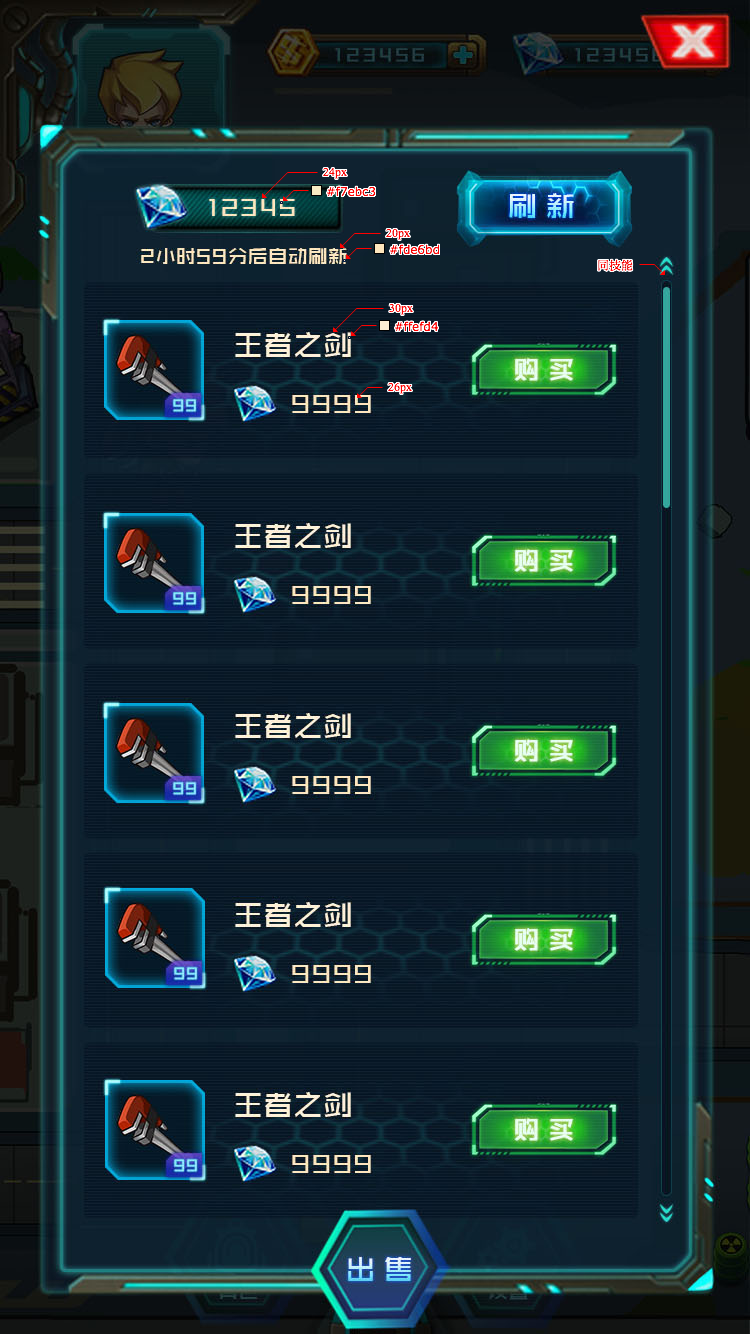 123456
123456
24px
12345
#f7ebc3
刷新
20px
2小时59分后自动刷新
#fde6bd
同技能
30px
王者之剑
#ffefd4
购买
26px
9999
99
王者之剑
购买
9999
99
王者之剑
购买
9999
99
王者之剑
购买
9999
99
王者之剑
购买
9999
99
出售